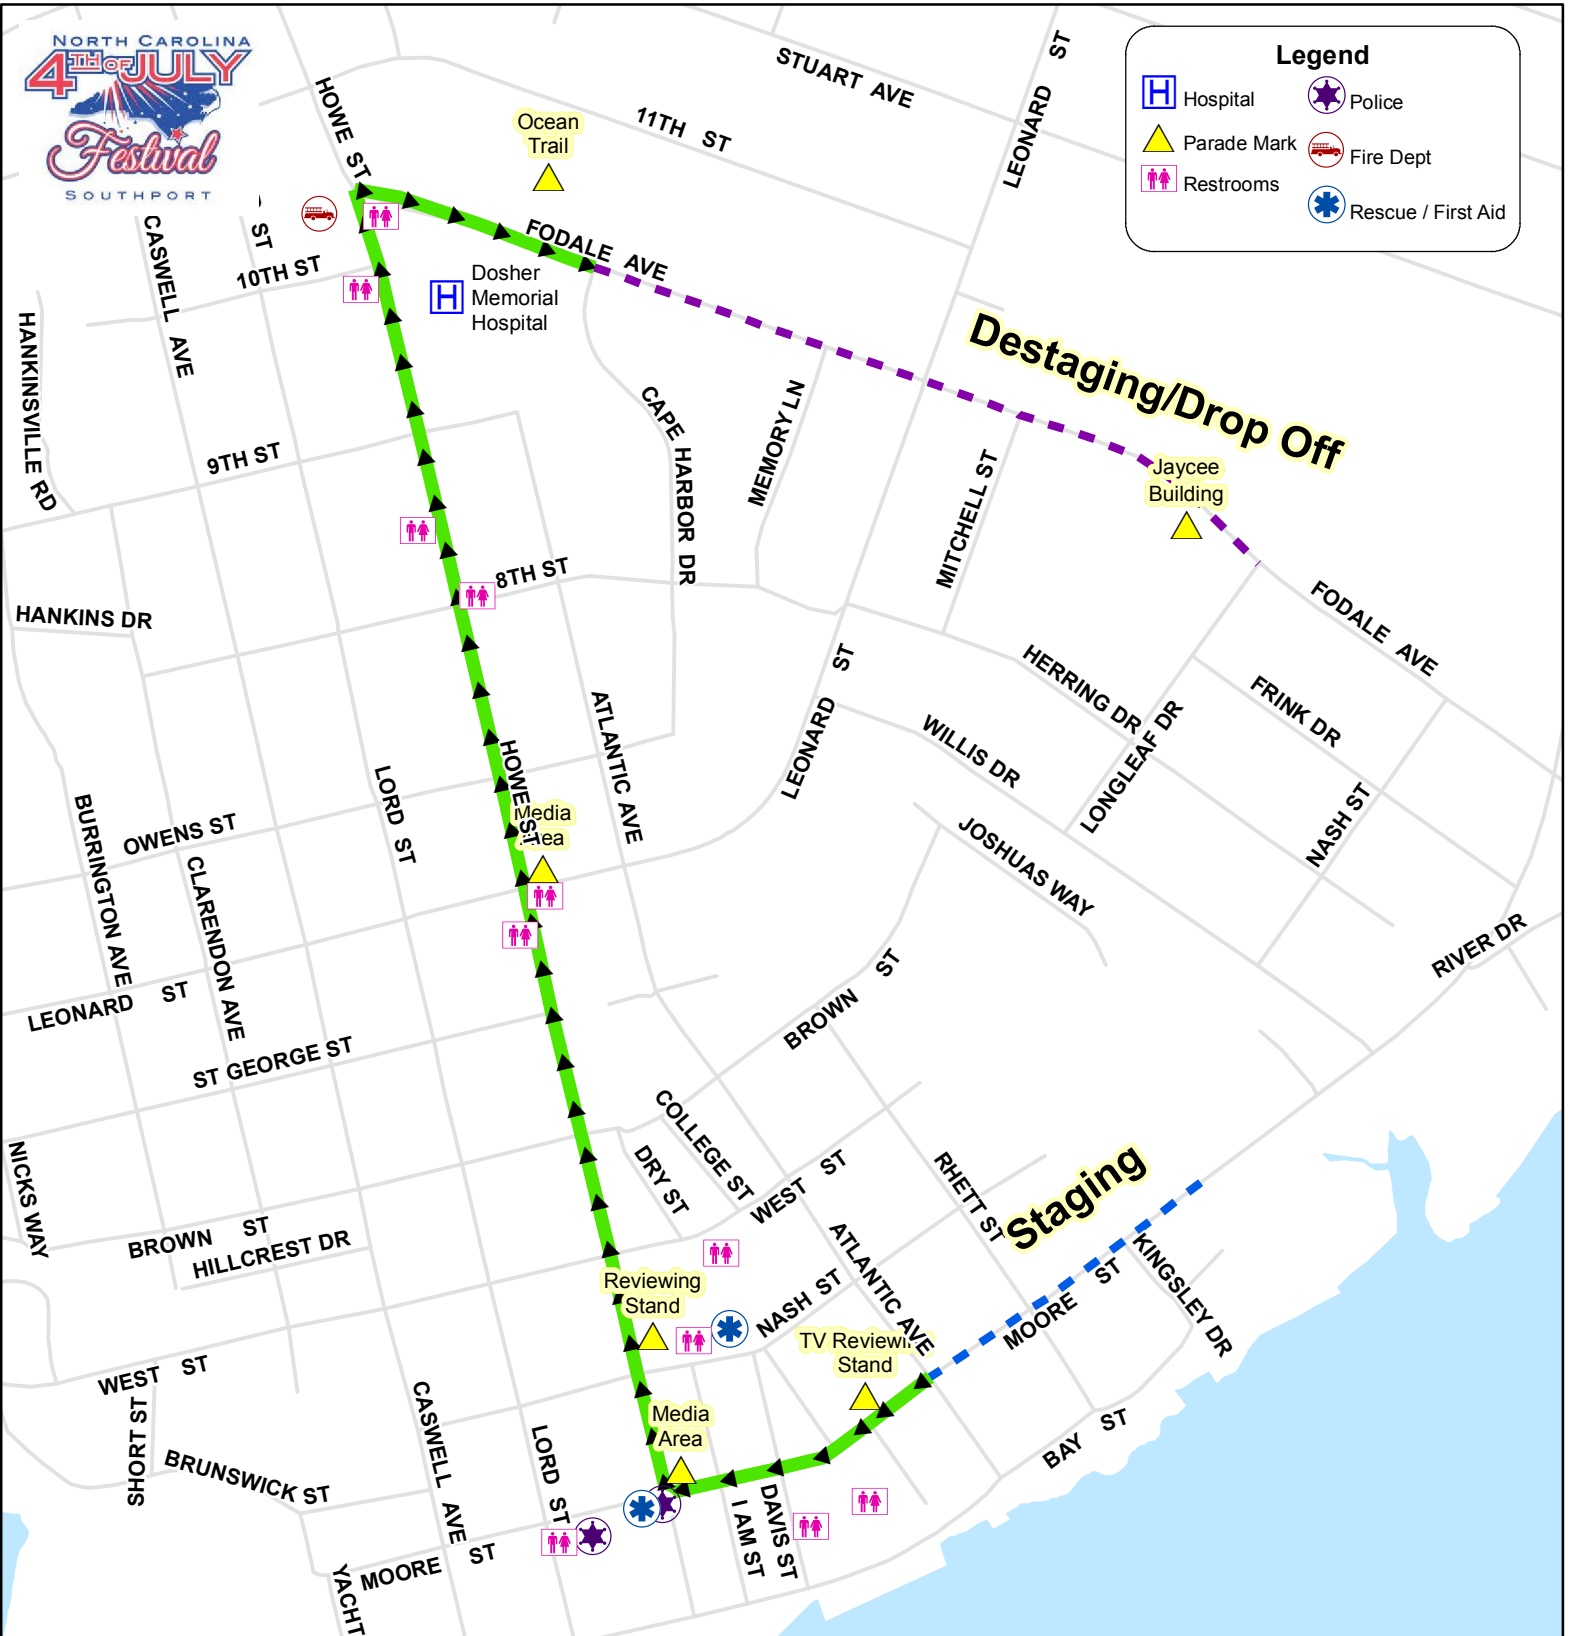 NORTH CAROLINA
4TH OF JULY
Festival
SOUTHPORT
Legend
Hospital
Police
Parade Mark
Fire Dept
Restrooms
Rescue / First Aid
STUART AVE
LEONARD ST
HOWE ST
11TH ST
Ocean
Trail
CASWELL AVE
ST
10TH ST
FODALE AVE
Dosher
Memorial
Hospital
HANKINSVILLE RD
Destaging/Drop Off
CAPE HARBOR DR
MEMORY LN
MITCHELL ST
Jaycee
Building
9TH ST
8TH ST
HANKINS DR
FODALE AVE
HERRING DR
FRINK DR
LONGLEAF DR
WILLIS DR
NASH ST
LEONARD ST
ATLANTIC AVE
HOWE ST
Media
Area
LORD ST
BURRINGTON AVE
OWENS ST
CLARENDON AVE
JOSHUAS WAY
RIVER DR
LEONARD ST
BROWN ST
ST GEORGE ST
COLLEGE ST
DRY ST
WEST ST
RHETT ST
Staging
NICKS WAY
BROWN ST
HILLCREST DR
Reviewing
Stand
NASH ST
ATLANTIC AVE
MOORE ST
KINGSLEY DR
TV Reviewing
Stand
WEST ST
SHORT ST
CASWELL AVE
Media
Area
LORD ST
BAY ST
BRUNSWICK ST
I AM ST
DAVIS ST
MOORE ST
YACHT